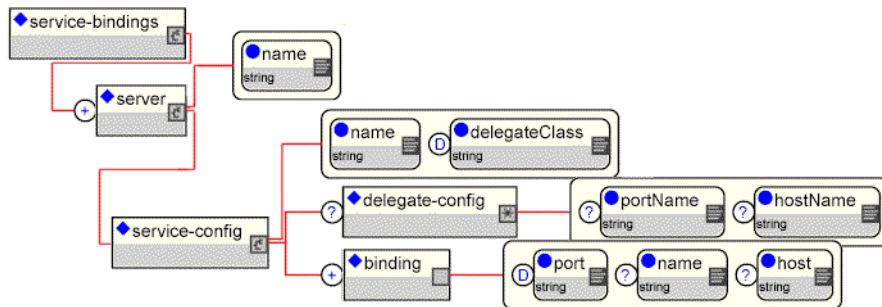 service-bindings
name
string
+
server
name
string
D
delegateClass
string
?
delegate-config
?
portName
string
?
hostName
string
service-config
+
binding
D
port
string
?
name
string
?
host
string